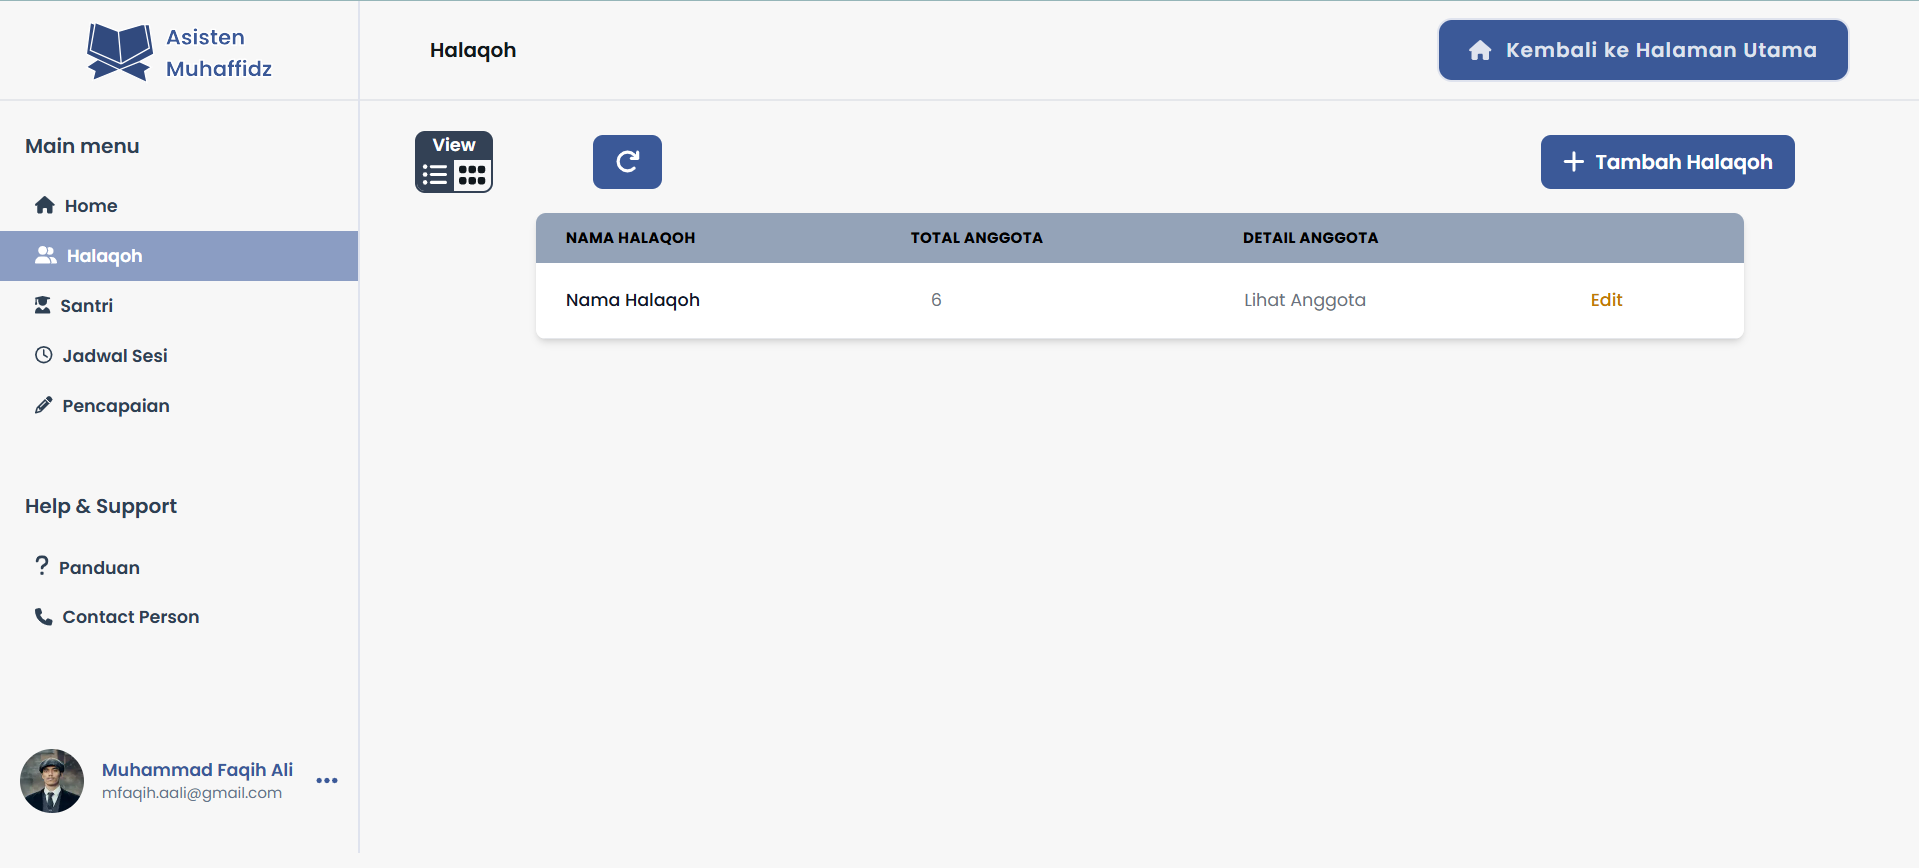 Asisten
Muhaffidz
Halaqoh
Kembali ke Halaman Utama
Main menu
Home
Halaqoh
Santri
Jadwal Sesi
Pencapaian
Help & Support
Panduan
Contact Person
Muhammad Faqih Ali
mfaqih.aali@gmail.com
View
Tambah Halaqoh
NAMA HALAQOH TOTAL ANGGOTA DETAIL ANGGOTA
Nama Halaqoh 6 Lihat Anggota Edit